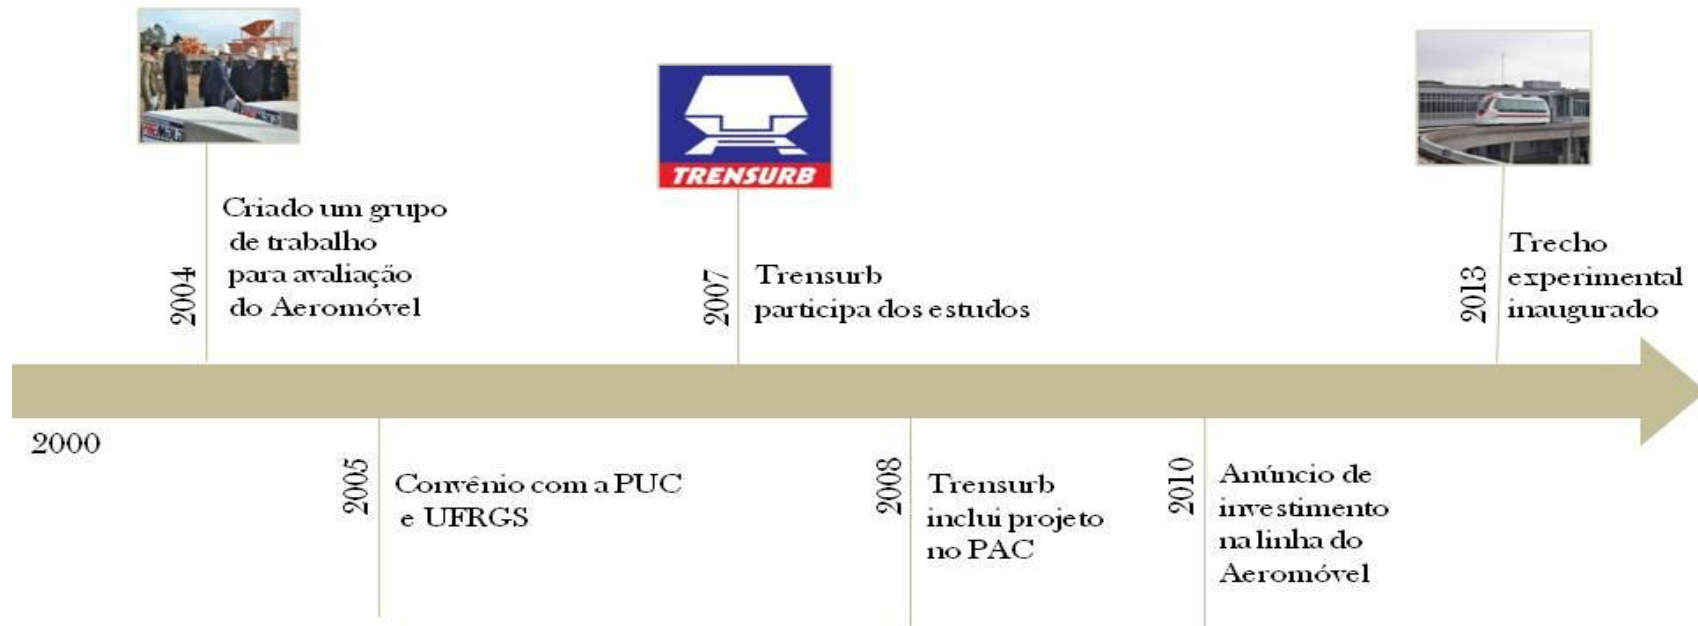 TRENSURB
2004
Criado um grupo
de trabalho
para avaliação
do Aeromóvel
2007
Trensurb
participa dos estudos
2013
Trecho
experimental
inaugurado
2000
2005
Convênio com a PUC
e UFRGS
2008
Trensurb
inclui projeto
no PAC
2010
Anúncio de
investimento
na linha do
Aeromóvel